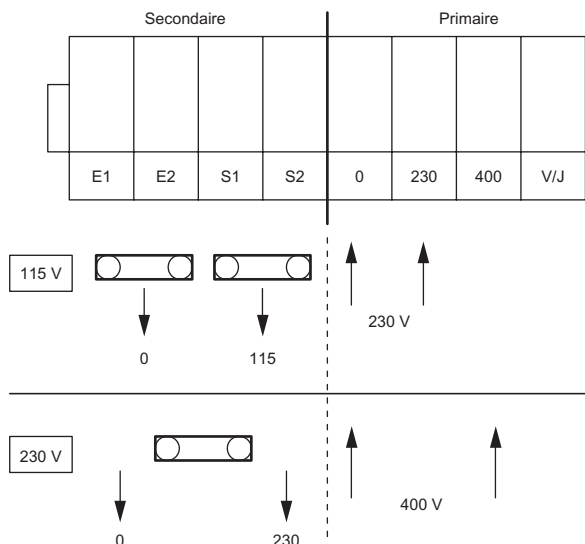 Secondaire Primaire
E1 E2 S1 S2 0 230 400 V/J
115 V
230 V
0 115
230 V
400 V
0 230